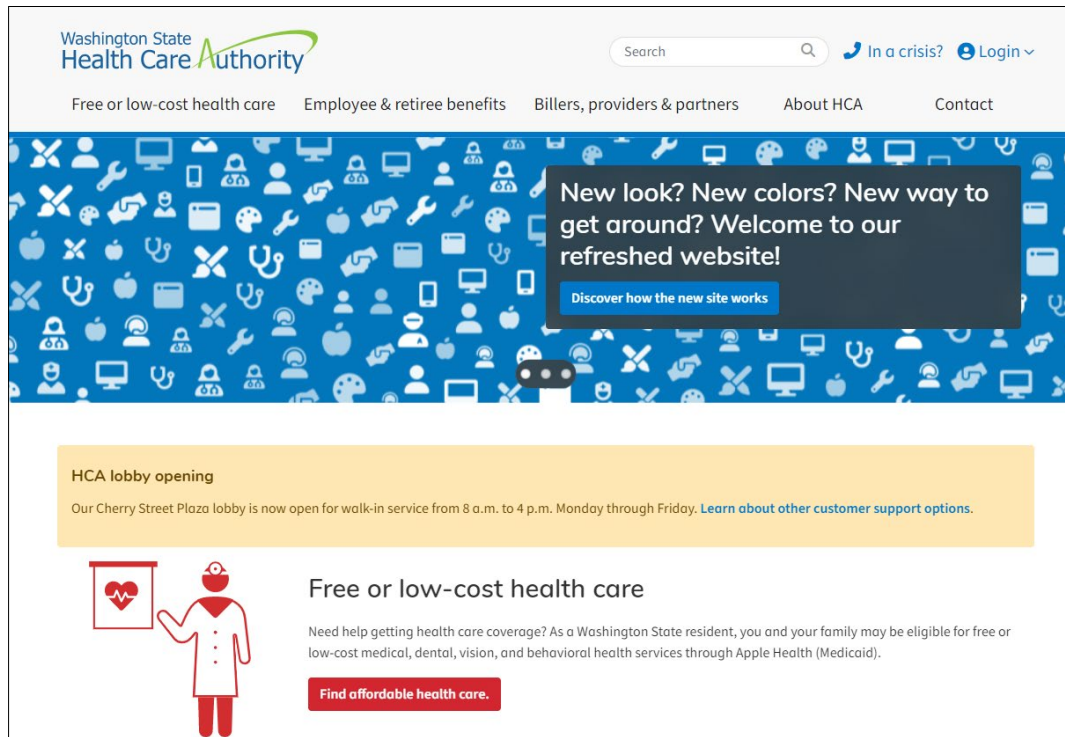 Washington State
Health Care Authority
Search
In a crisis?
Login
Free or low-cost health care
Employee & retiree benefits
Billers, providers & partners
About HCA
Contact
New look? New colors? New way to
get around? Welcome to our
refreshed website!
Discover how the new site works
HCA lobby opening
Our Cherry Street Plaza lobby is now open for walk-in service from 8 a.m. to 4 p.m. Monday through Friday. Learn about other customer support options.
Free or low-cost health care
Need help getting health care coverage? As a Washington State resident, you and your family may be eligible for free or
low-cost medical, dental, vision, and behavioral health services through Apple Health (Medicaid).
Find affordable health care.